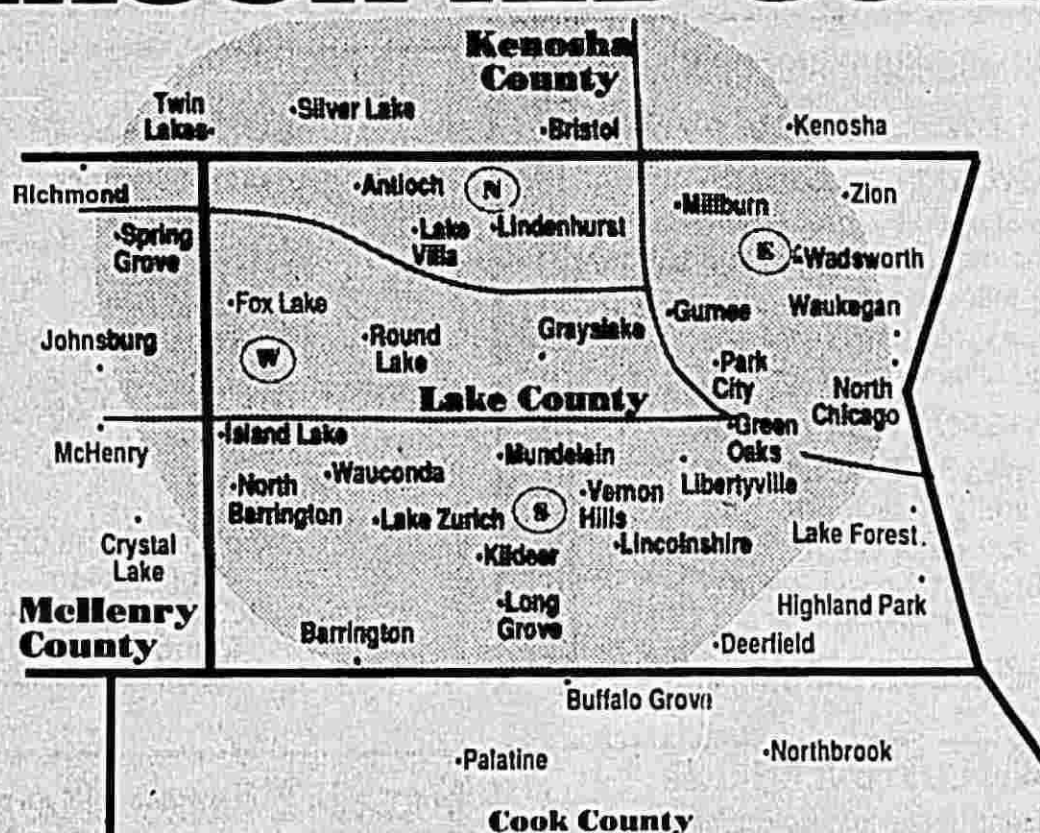 Kenosha
County
Twin
Lakes
Silver Lake
Bristol
Kenosha
Richmond
Antioch
N
Millburn
Zion
Spring
Grove
Lake
Villa
Lindenhurst
E
Wadsworth
Fox Lake
Gurnee
Waukegan
Johnsburg
W
Round
Lake
Grayslake
Park
City
North
Chicago
Lake County
McHenry
Island Lake
Green
Oaks
Mundelein
Wauconda
North
Barrington
Libertyville
Vernon
Hills
Lake Zurich
S
Crystal
Lake
Kildeer
Lincolnshire
Lake Forest
McHenry
County
Long
Grove
Highland Park
Barrington
Deerfield
Buffalo Grove
Palatine
Northbrook
Cook County